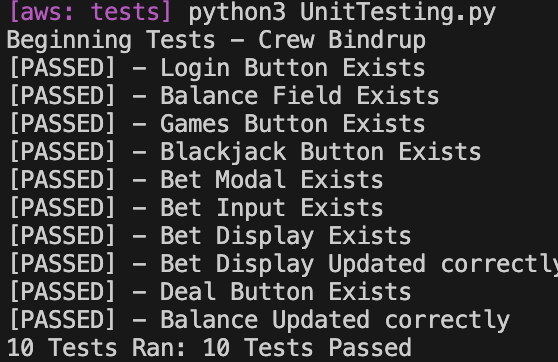 [aws: tests] python3 UnitTesting.py
Beginning Tests - Crew Bindrup
[PASSED] - Login Button Exists
[PASSED] - Balance Field Exists
[PASSED] - Games Button Exists
[PASSED] - Blackjack Button Exists
[PASSED] - Bet Modal Exists
[PASSED] - Bet Input Exists
[PASSED] - Bet Display Exists
[PASSED] - Bet Display Updated correctly
[PASSED] - Deal Button Exists
[PASSED] - Balance Updated correctly
10 Tests Ran: 10 Tests Passed